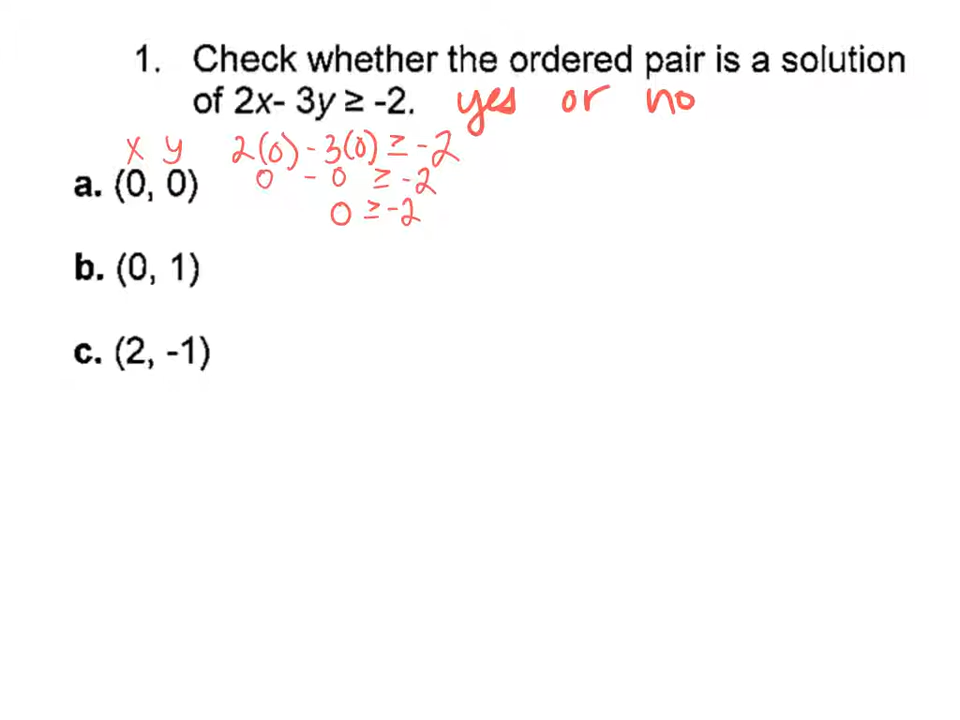 1. Check whether the ordered pair is a solution
of 2x- 3y ≥ -2. yes or no
x y 2(0) - 3(0) ≥ -2
a. (0, 0) 0 - 0 ≥ -2
0 ≥ -2
b. (0, 1)
c. (2, -1)